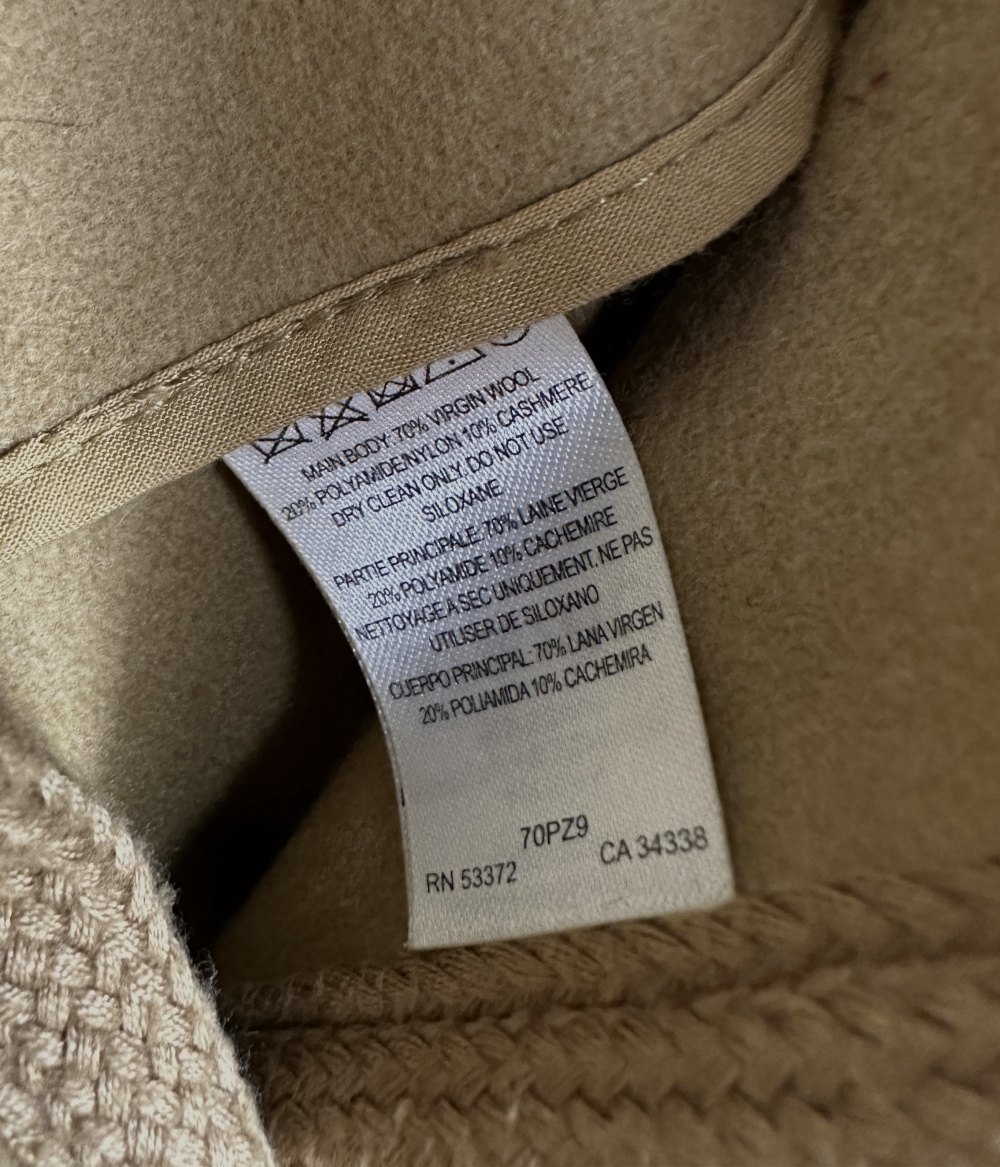 MAIN BODY: 70% VIRGIN WOOL
20% POLYAMIDE/NYLON 10% CASHMERE
DRY CLEAN ONLY. DO NOT USE
SILOXANE
PARTIE PRINCIPALE: 70% LAINE VIERGE
20% POLYAMIDE 10% CACHEMIRE
NETTOYAGE A SEC UNIQUEMENT. NE PAS
UTILISER DE SILOXANO
CUERPO PRINCIPAL: 70% LANA VIRGEN
20% POLIAMIDA 10% CACHEMIRA
70PZ9
RN 53372 CA 34338